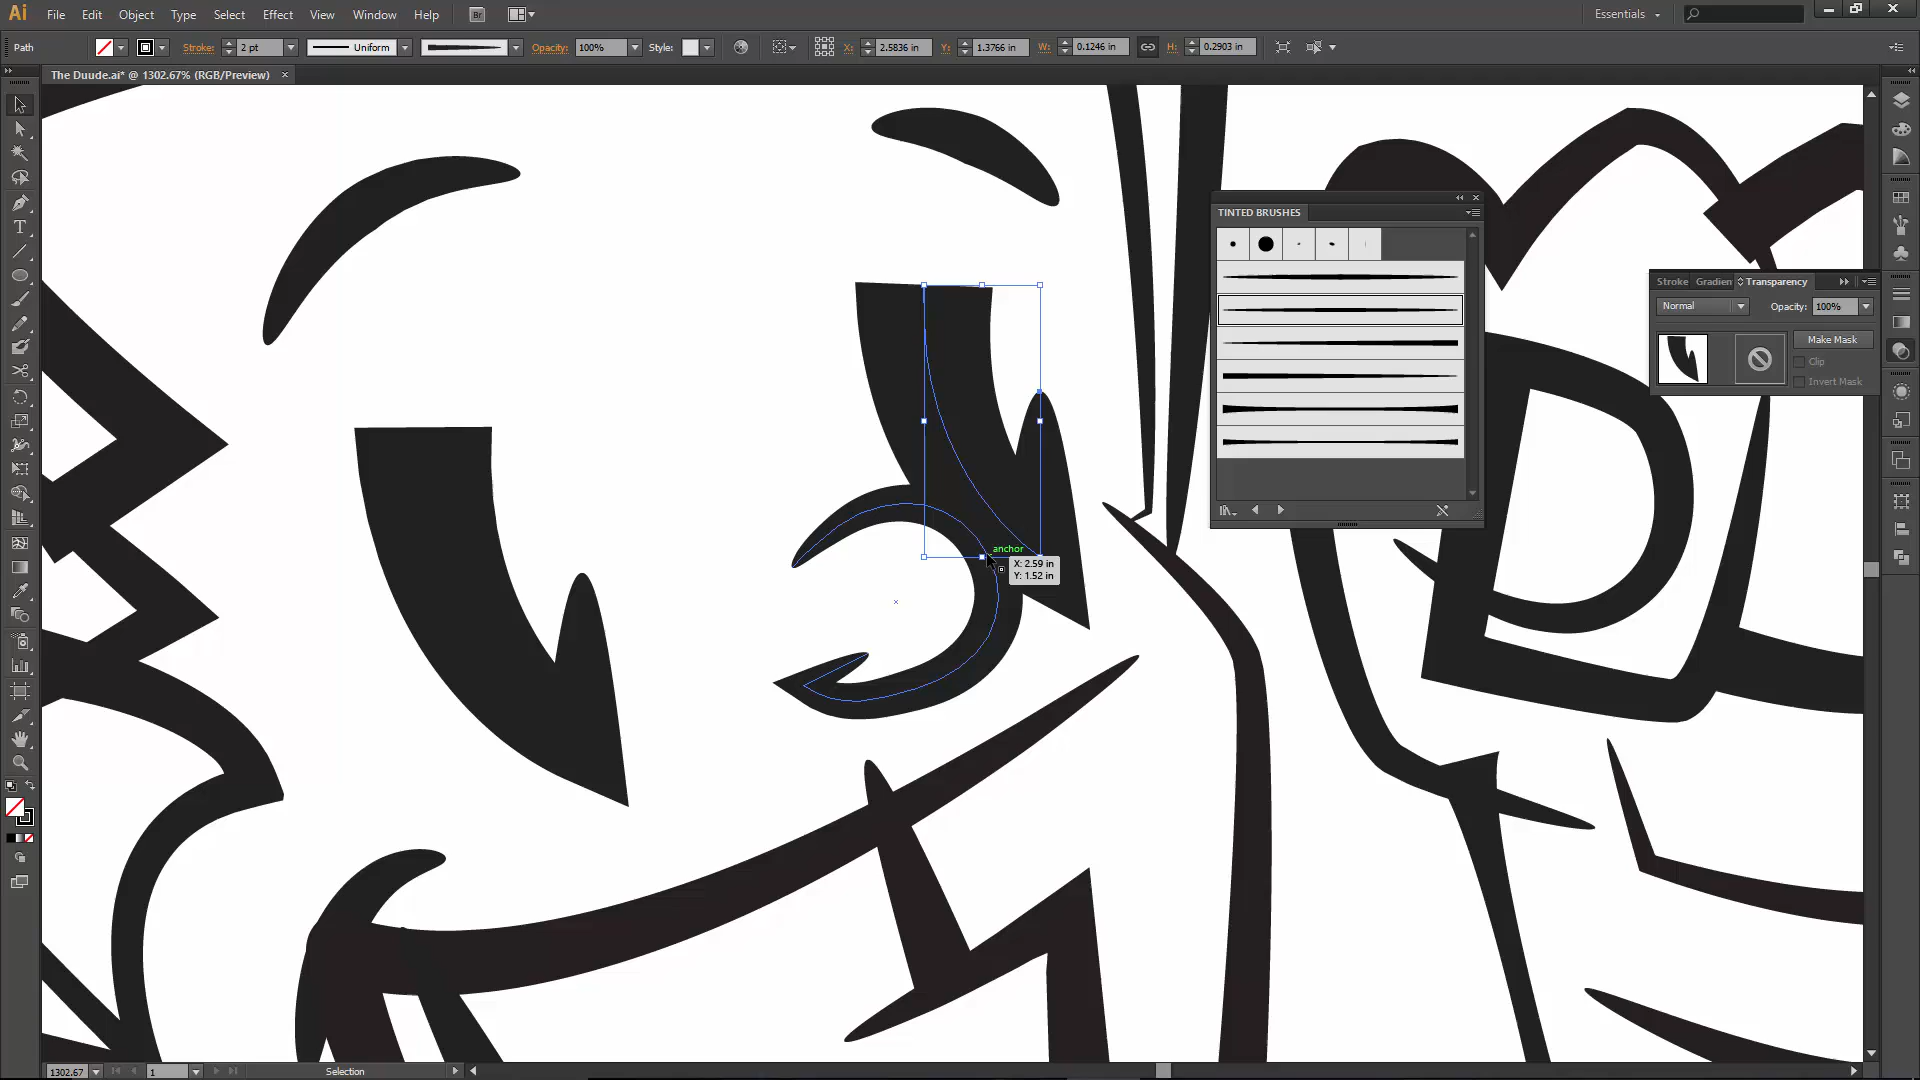 Ai File Edit Object Type Select Effect View Window Help Br Essentials
Path Stroke: 2 pt Uniform Opacity: 100% Style: X: 2.5836 in Y: 1.3766 in W: 0.1246 in H: 0.2903 in
The Duude.ai* @ 1302.67% (RGB/Preview)
TINTED BRUSHES
Stroke Gradien Transparency
Normal Opacity: 100%
Make Mask
Clip
Invert Mask
anchor
X: 2.59 in
Y: 1.52 in
1302.67 1 Selection